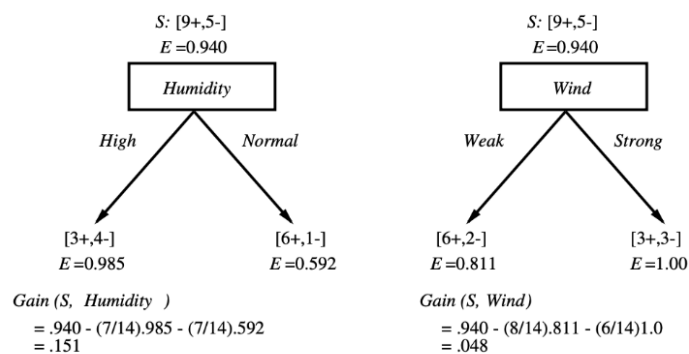 S: [9+,5-]
E =0.940
Humidity
High
Normal
[3+,4-]
E =0.985
[6+,1-]
E =0.592
Gain (S, Humidity )
= .940 - (7/14).985 - (7/14).592
= .151
S: [9+,5-]
E =0.940
Wind
Weak
Strong
[6+,2-]
E =0.811
[3+,3-]
E =1.00
Gain (S, Wind)
= .940 - (8/14).811 - (6/14)1.0
= .048